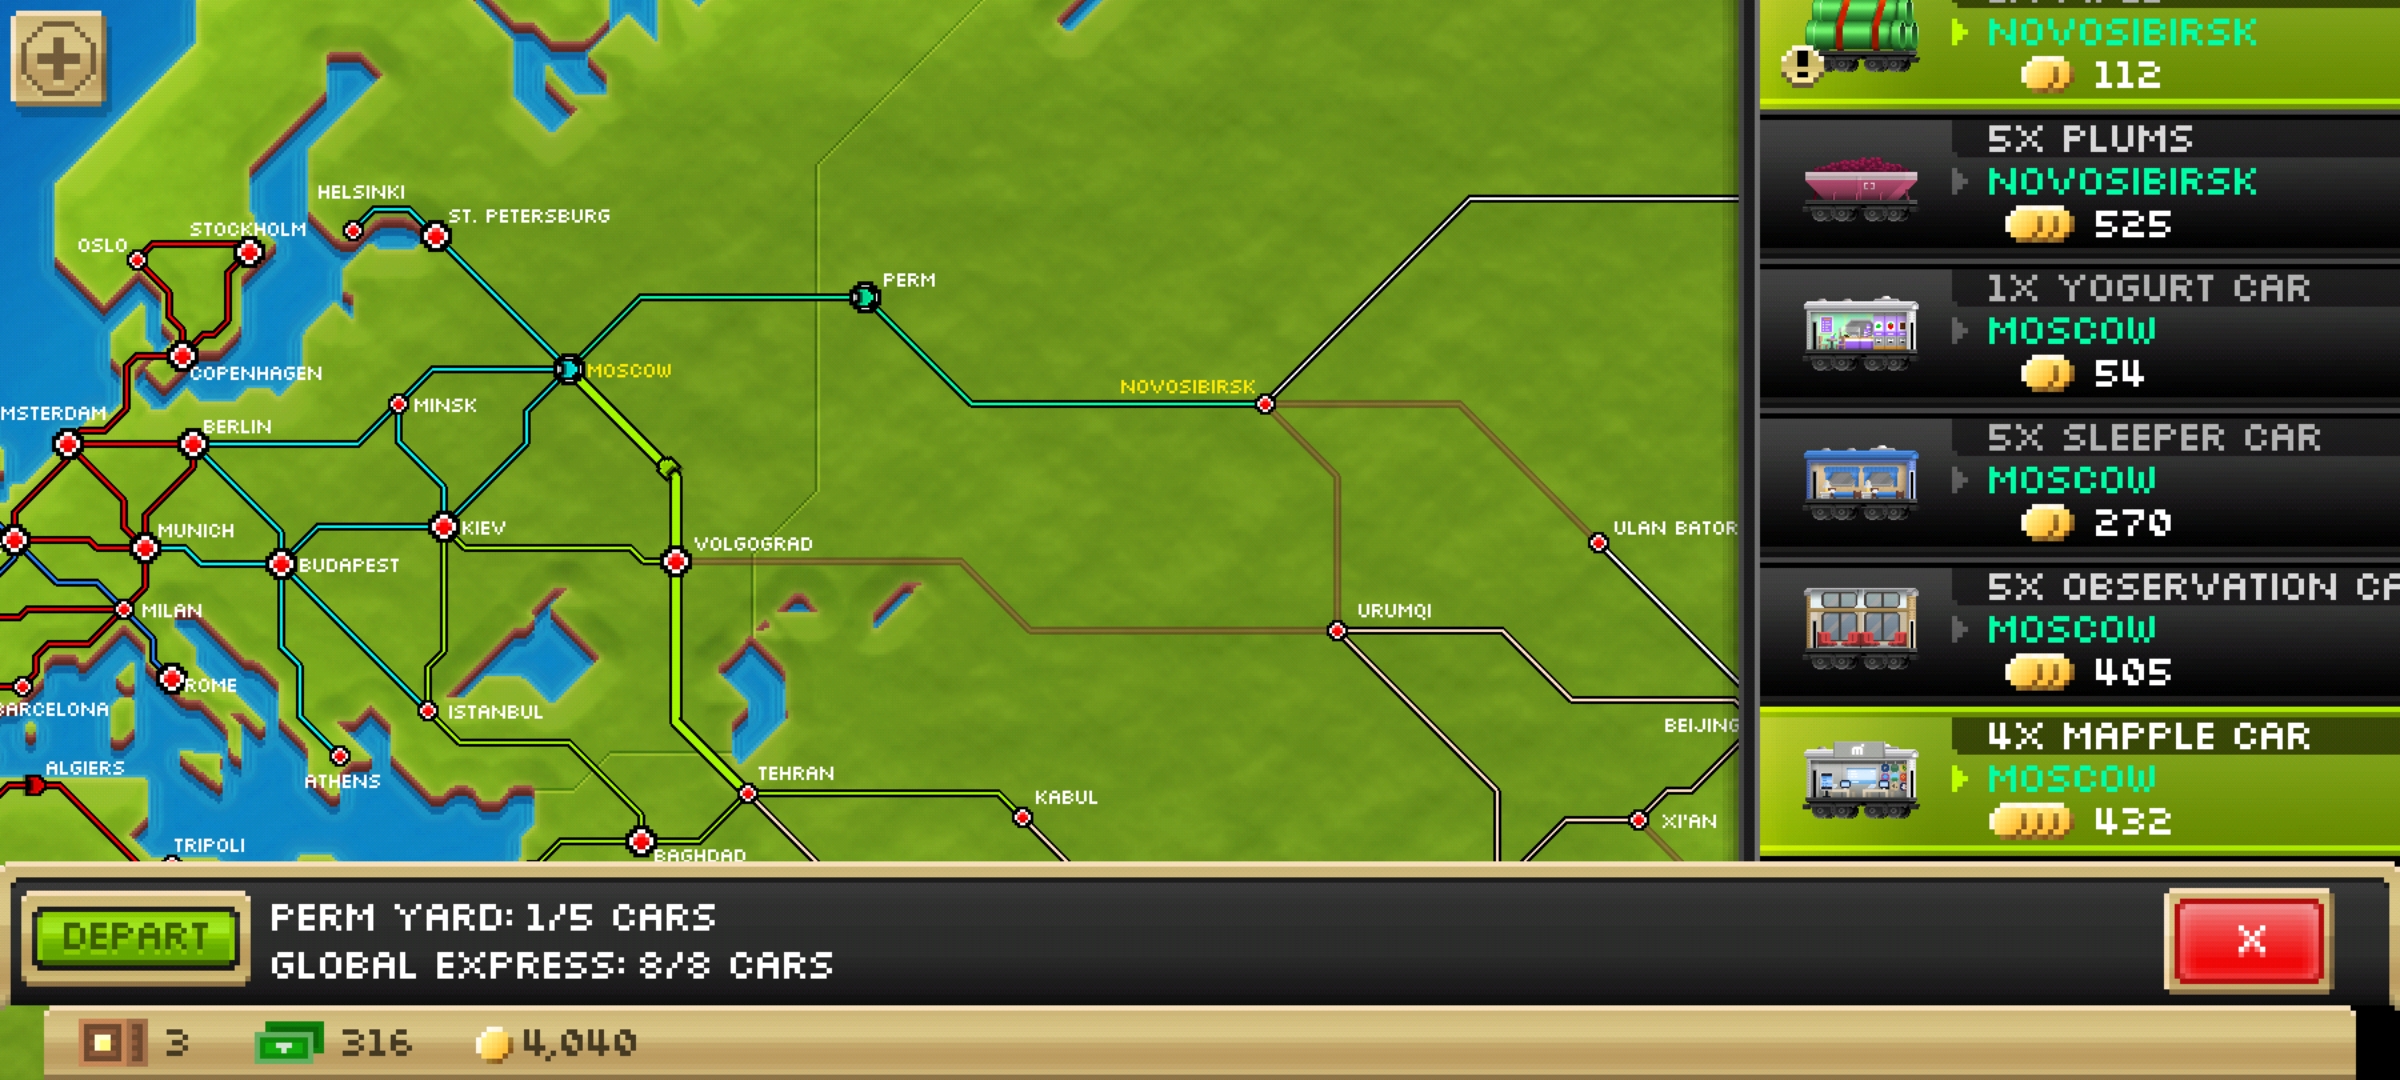 HELSINKI
ST. PETERSBURG
STOCKHOLM
OSLO
PERM
COPENHAGEN
MOSCOW
NOVOSIBIRSK
MINSK
MSTERDAM
BERLIN
KIEV
MUNICH
VOLGOGRAD
ULAN BATOR
BUDAPEST
MILAN
URUMQI
ROME
BARCELONA
ISTANBUL
BEIJING
ALGIERS
ATHENS
TEHRAN
KABUL
XI'AN
TRIPOLI
BAGHDAD
NOVOSIBIRSK
112
5X PLUMS
NOVOSIBIRSK
525
1X YOGURT CAR
MOSCOW
54
5X SLEEPER CAR
MOSCOW
270
5X OBSERVATION CA
MOSCOW
405
m
4X MAPPLE CAR
MOSCOW
432
DEPART
PERM YARD: 1/5 CARS
GLOBAL EXPRESS: 8/8 CARS
X
3
316
4,040